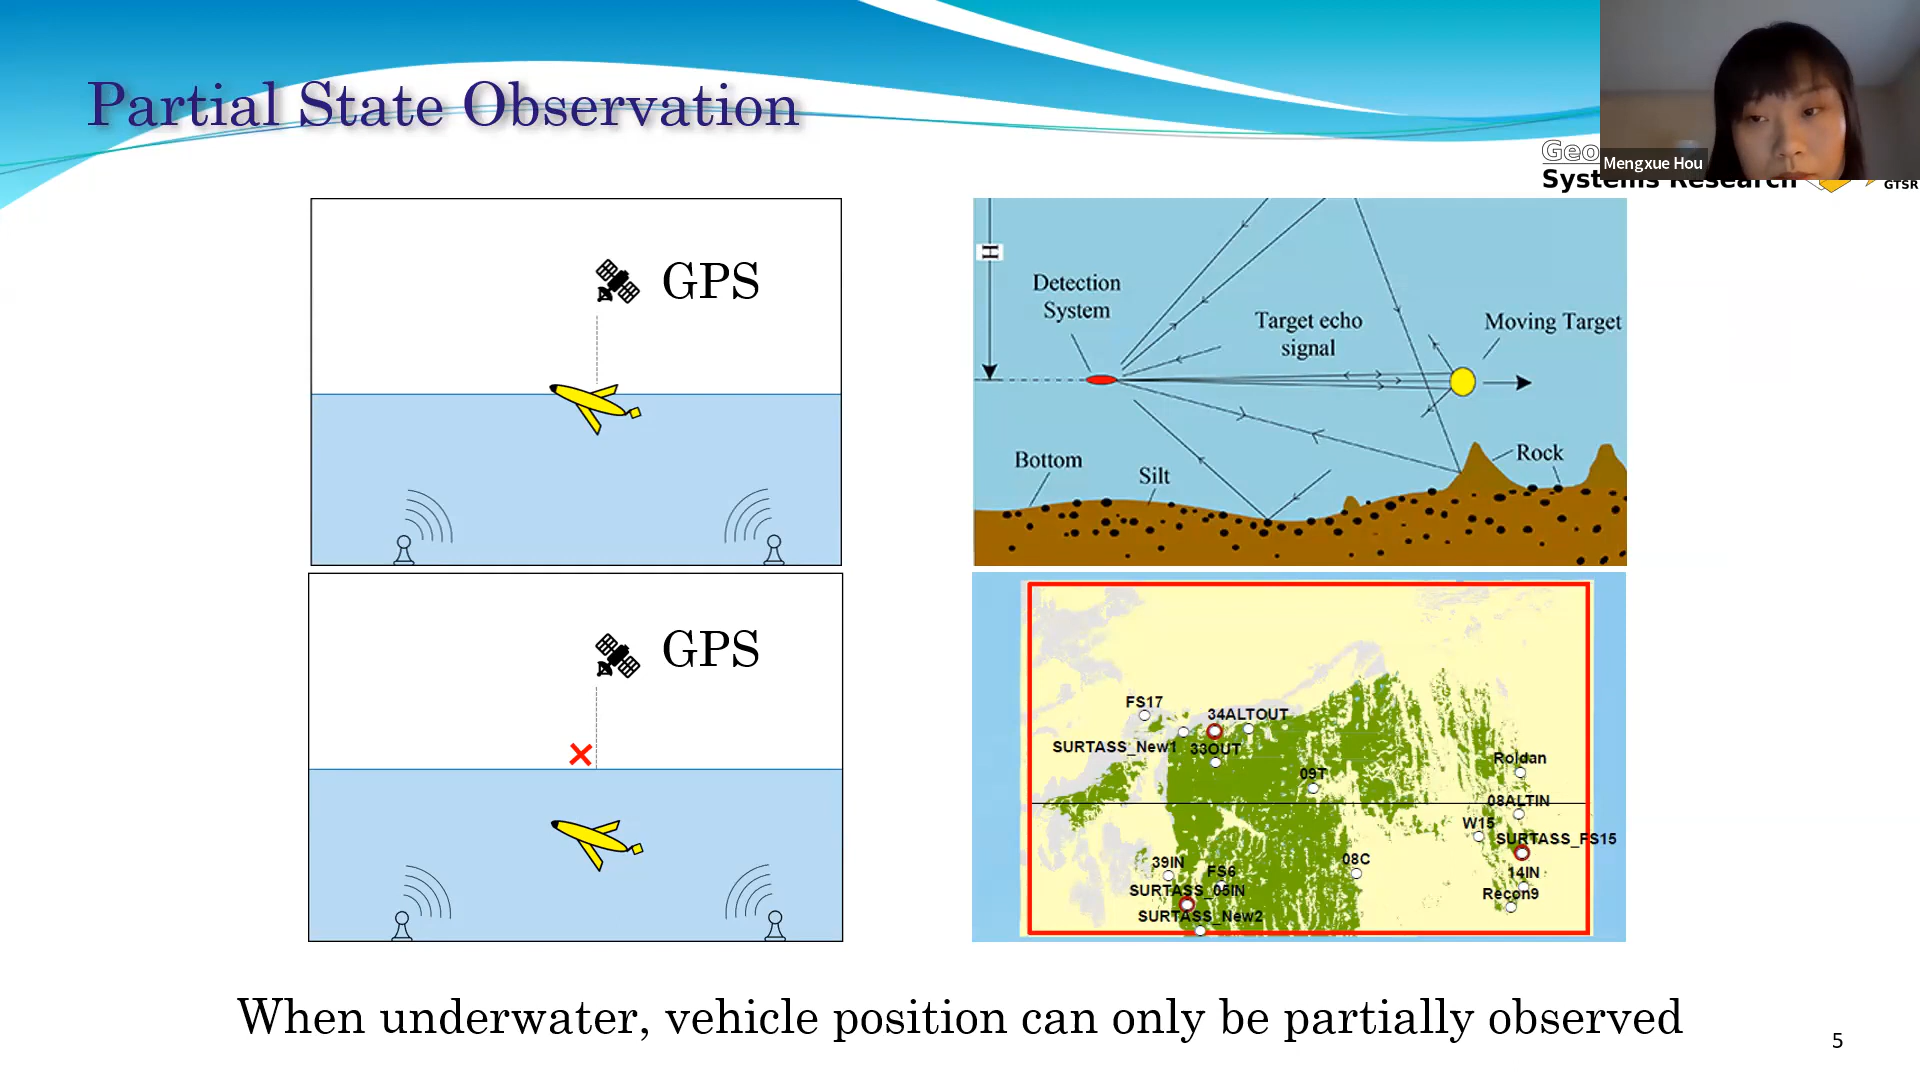 Partial State Observation
Geo
Mengxue Hou
Systems Research
GTSR
GPS
H
Detection
System
Target echo
signal
Moving Target
Bottom
Silt
Rock
GPS
FS17
34ALTOUT
SURTASS_New1
33OUT
09T
Roldan
08ALTIN
W15
SURTASS_FS15
39IN
FS6
08C
14IN
SURTASS_05IN
Recon9
SURTASS_New2
When underwater, vehicle position can only be partially observed
5